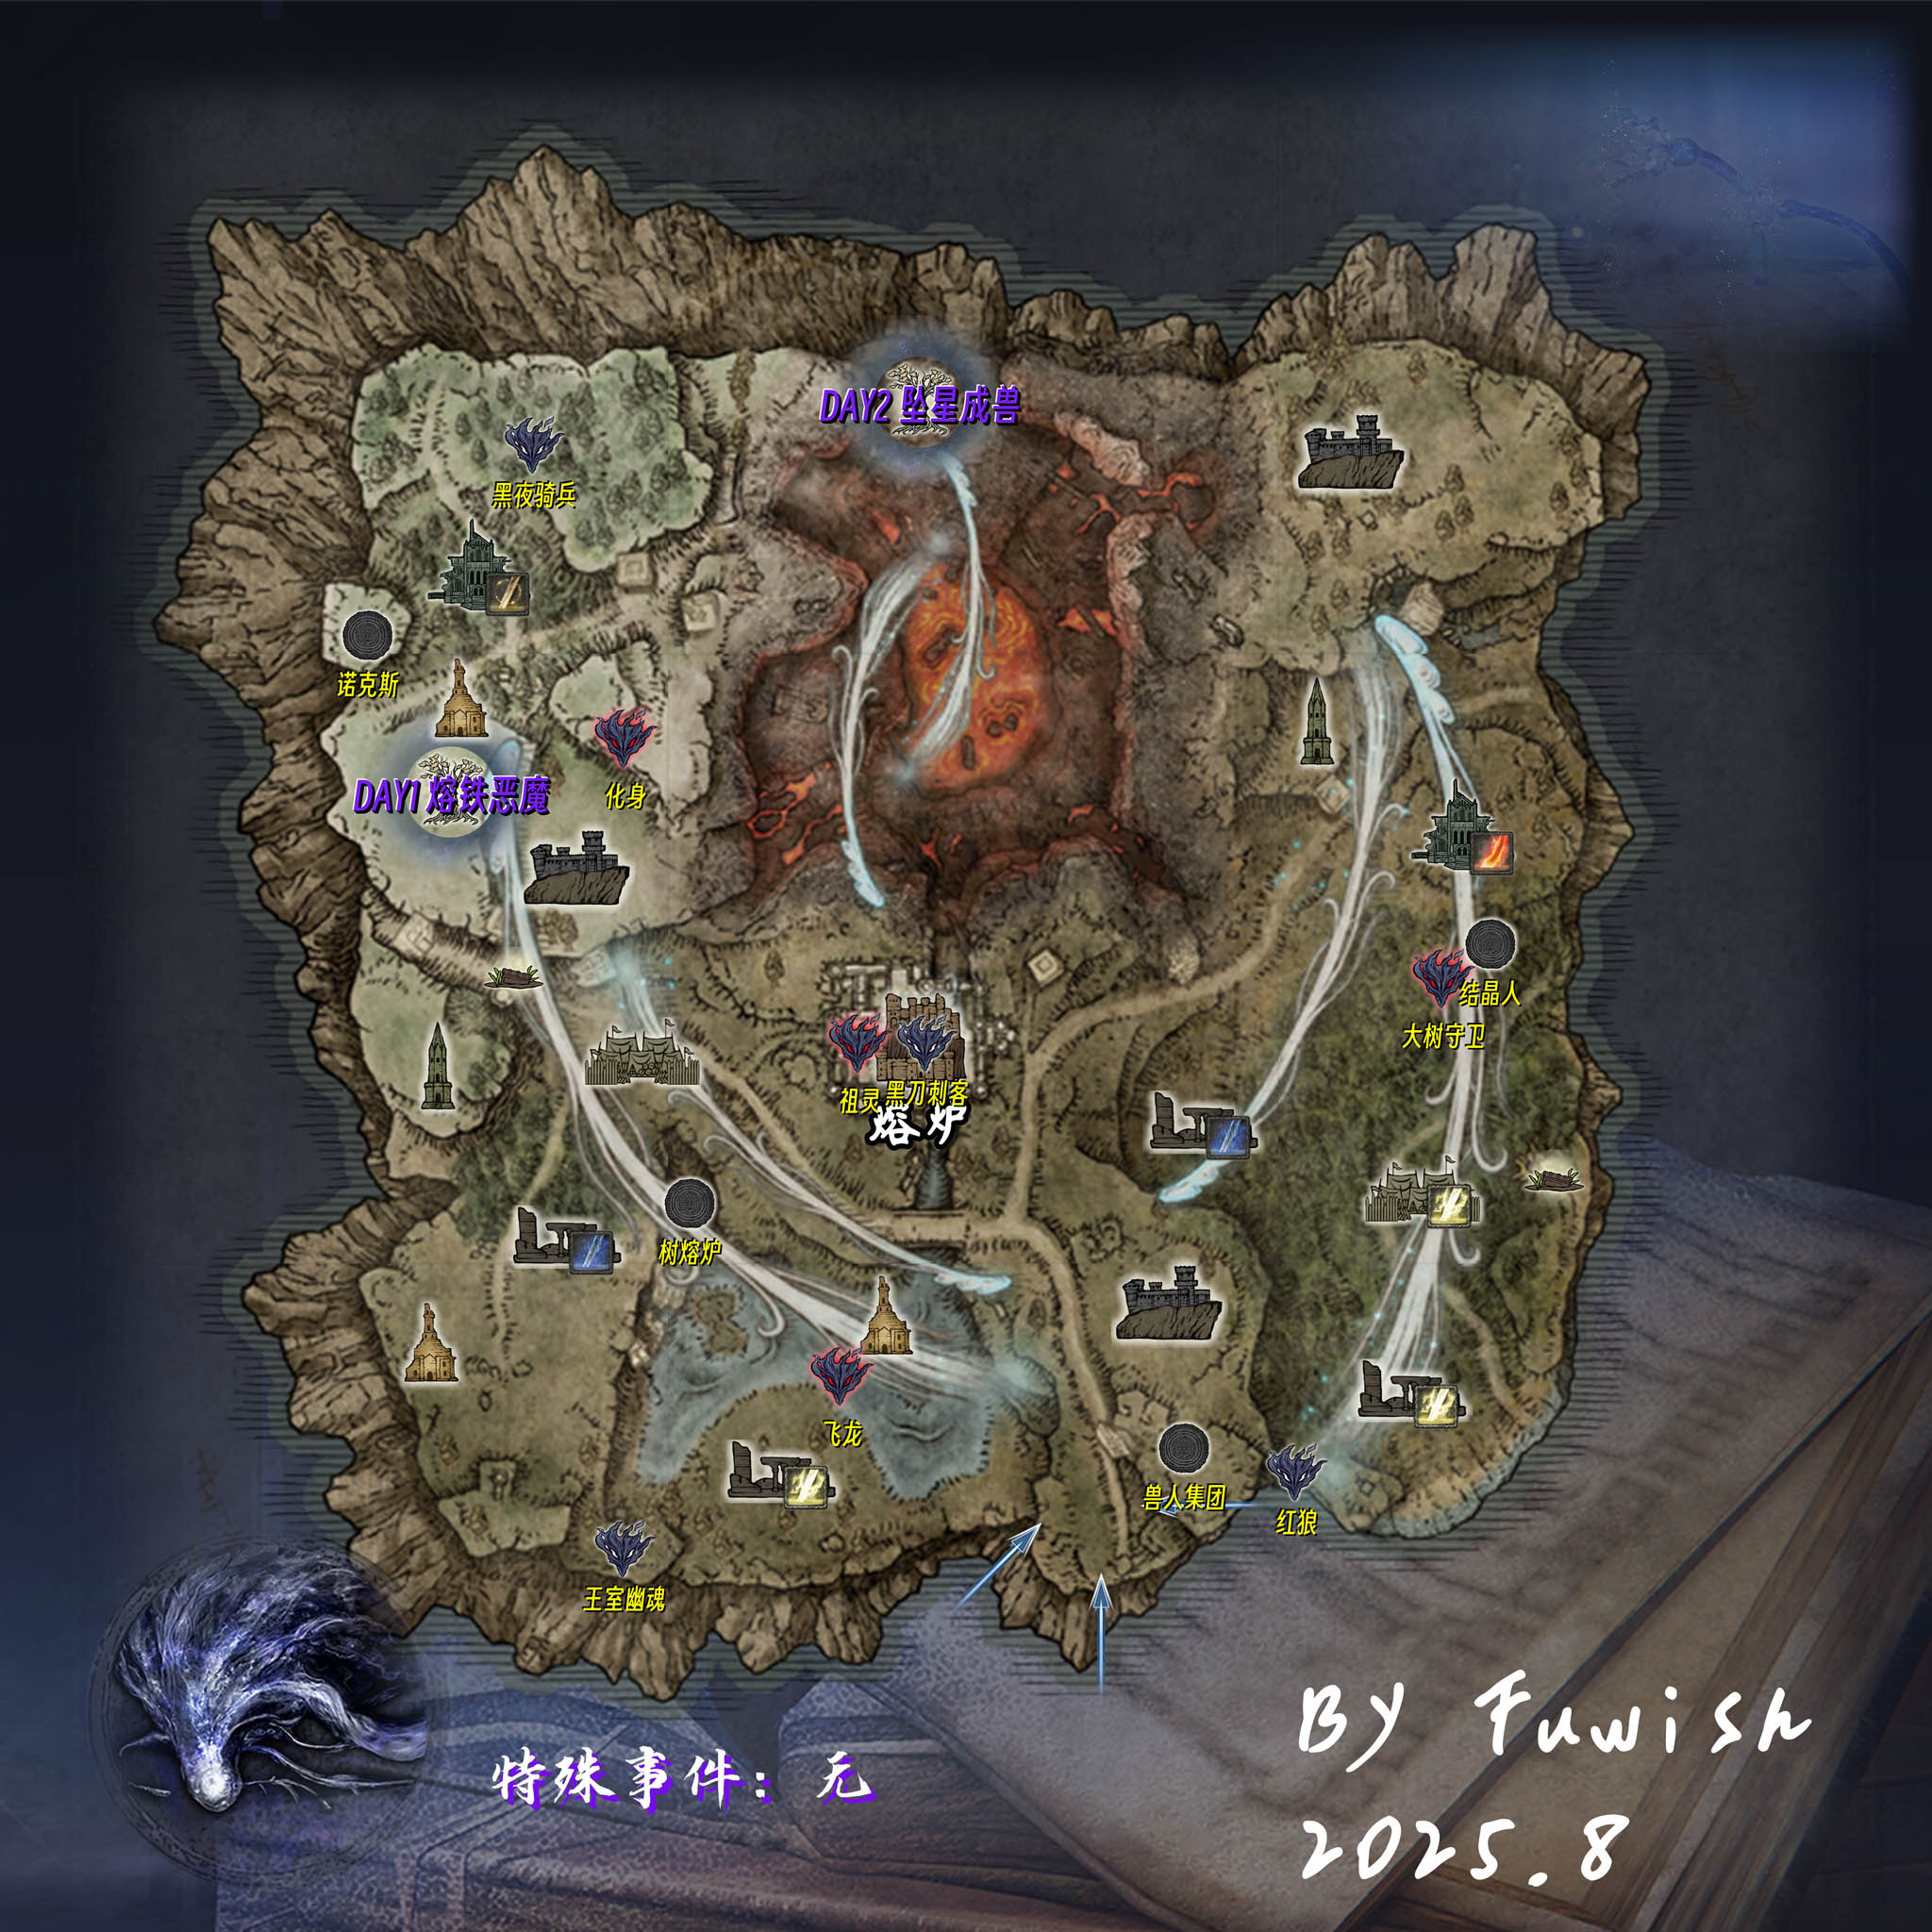 DAY2 坠星成兽
黑夜骑兵
诺克斯
DAY1 熔铁恶魔
化身
结晶人
大树守卫
祖灵
黑刀刺客
熔炉
树熔炉
飞龙
兽人集团
红狼
王室幽魂
特殊事件：无
By Fuwish
2025.8